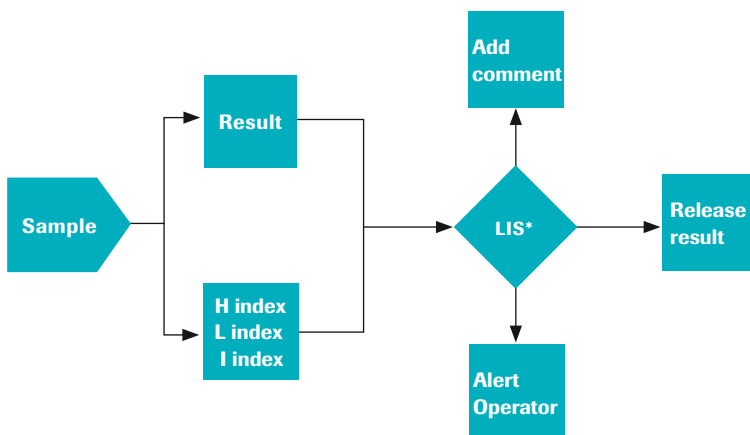 Sample
Result
H index
L index
I index
LIS*
Add
comment
Release
result
Alert
Operator